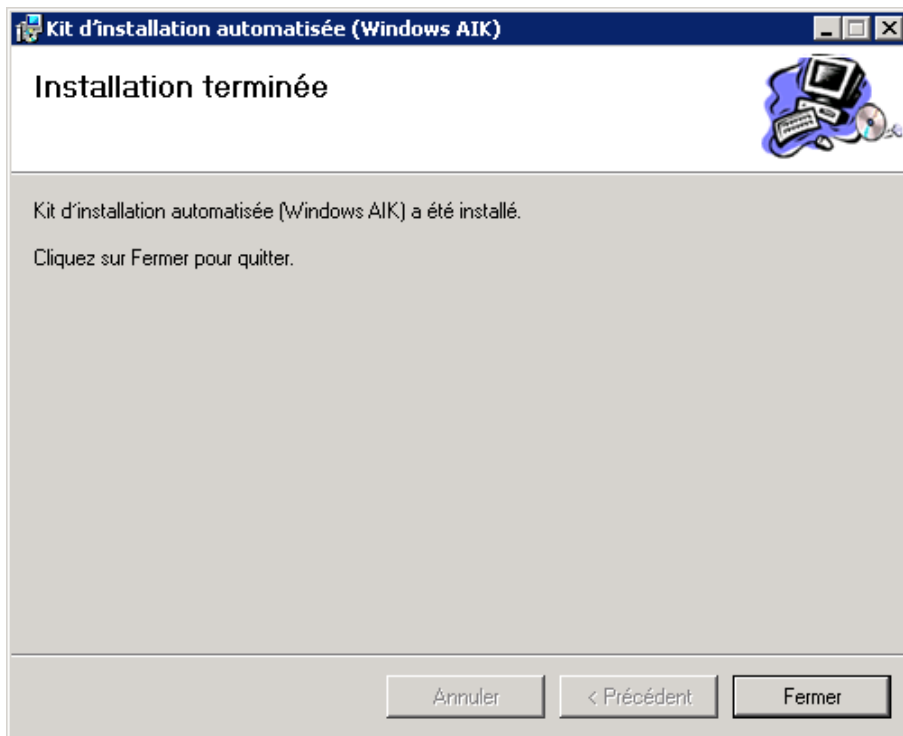 Kit d'installation automatisée (Windows AIK)
Installation terminée
Kit d'installation automatisée (Windows AIK) a été installé.
Cliquez sur Fermer pour quitter.
Annuler
< Précédent
Fermer